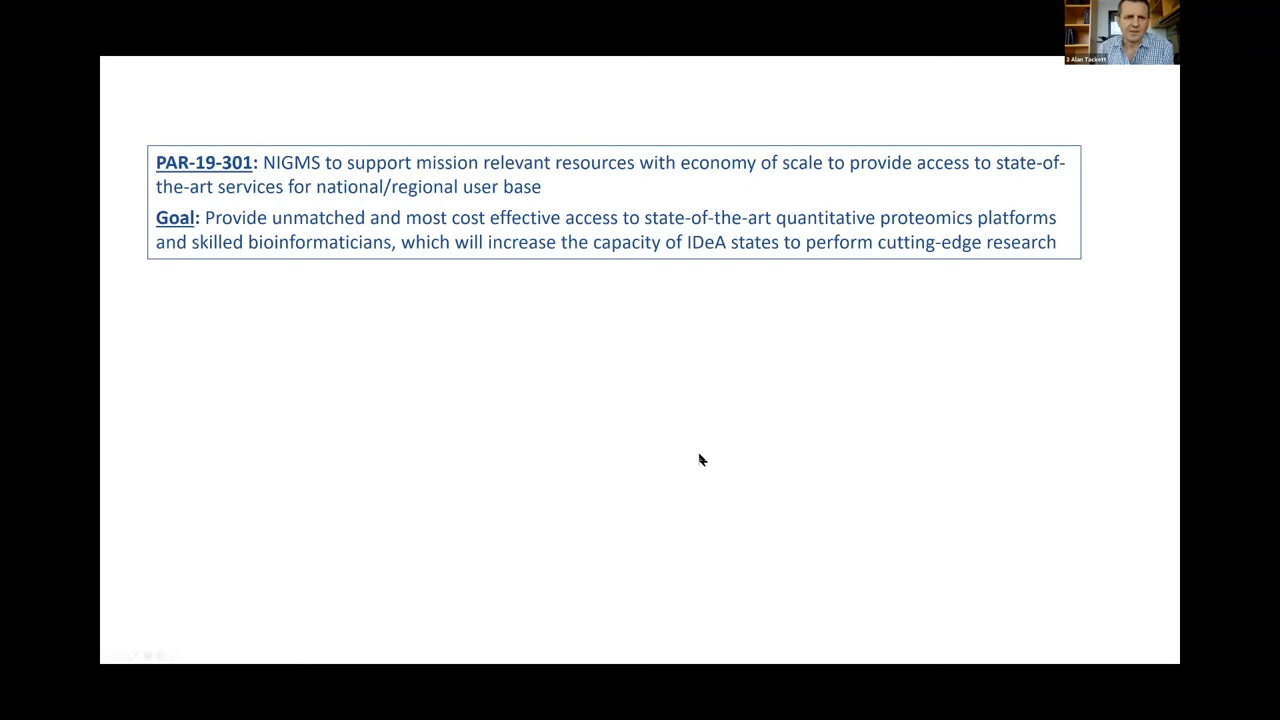 3 Alan Tackett
PAR-19-301: NIGMS to support mission relevant resources with economy of scale to provide access to state-of-
the-art services for national/regional user base
Goal: Provide unmatched and most cost effective access to state-of-the-art quantitative proteomics platforms
and skilled bioinformaticians, which will increase the capacity of IDeA states to perform cutting-edge research